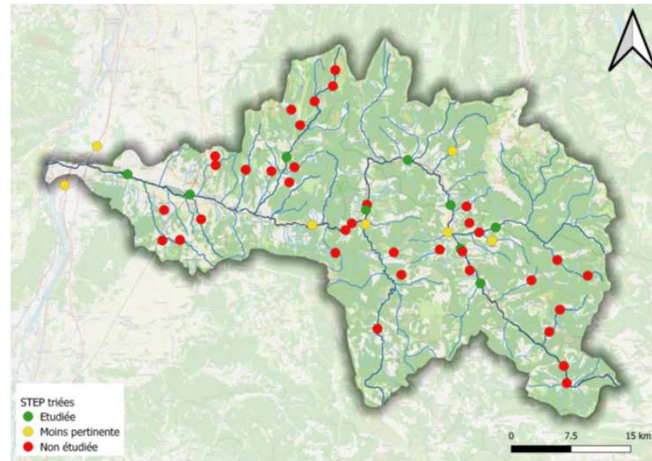 STEP triées
Etudiée
Moins pertinente
Non étudiée
0 7.5 15 km